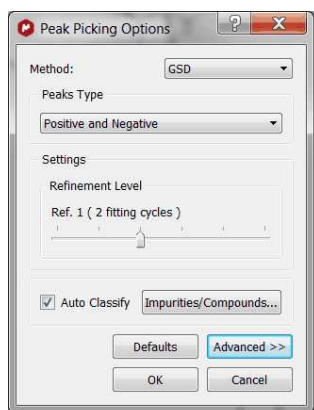 Peak Picking Options
Method: GSD
Peaks Type
Positive and Negative
Settings
Refinement Level
Ref. 1 ( 2 fitting cycles )
Auto Classify Impurities/Compounds...
Defaults Advanced >>
OK Cancel